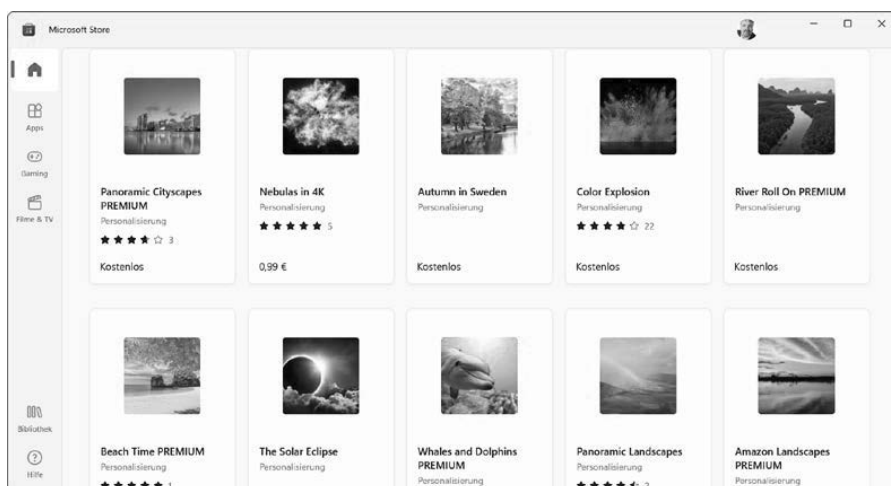 Microsoft Store
Apps
Gaming
Filme & TV
Bibliothek
Hilfe
Panoramic Cityscapes
PREMIUM
Personalisierung
3
Kostenlos
Nebulas in 4K
Personalisierung
5
0,99 €
Autumn in Sweden
Personalisierung
Kostenlos
Color Explosion
Personalisierung
22
Kostenlos
River Roll On PREMIUM
Personalisierung
Kostenlos
Beach Time PREMIUM
Personalisierung
1
The Solar Eclipse
Personalisierung
Whales and Dolphins
PREMIUM
Personalisierung
Panoramic Landscapes
Personalisierung
Amazon Landscapes
PREMIUM
Personalisierung